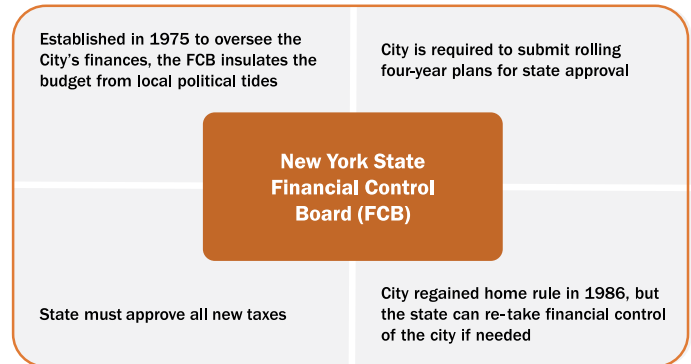 Established in 1975 to oversee the
City's finances, the FCB insulates the
budget from local political tides
City is required to submit rolling
four-year plans for state approval
New York State
Financial Control
Board (FCB)
State must approve all new taxes
City regained home rule in 1986, but
the state can re-take financial control
of the city if needed